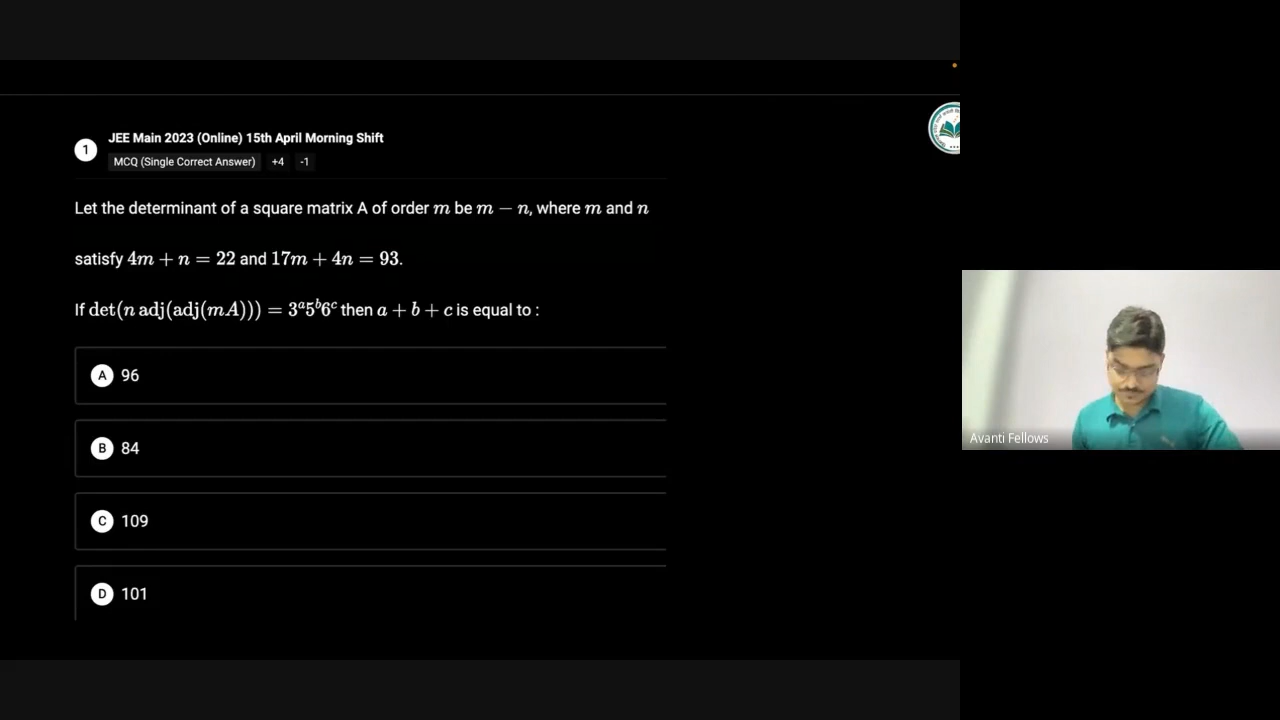 1
JEE Main 2023 (Online) 15th April Morning Shift
MCQ (Single Correct Answer) +4 -1
Let the determinant of a square matrix A of order m be m − n, where m and n
satisfy 4m + n = 22 and 17m + 4n = 93.
If det(n adj(adj(mA))) = 3^a5^b6^c then a + b + c is equal to :
A 96
B 84
C 109
D 101
Avanti Fellows